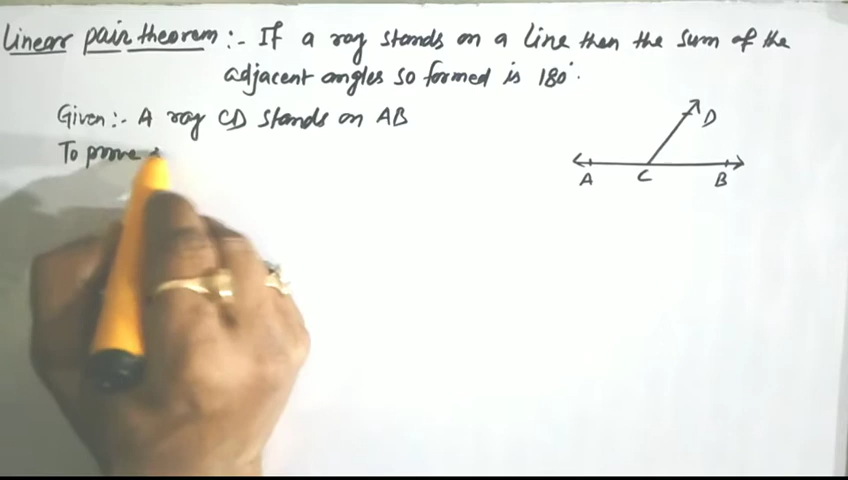 Linear pair theorem :- If a ray stands on a line then the sum of the
adjacent angles so formed is 180°.
Given :- A ray CD stands on AB
To prove
D
A C B